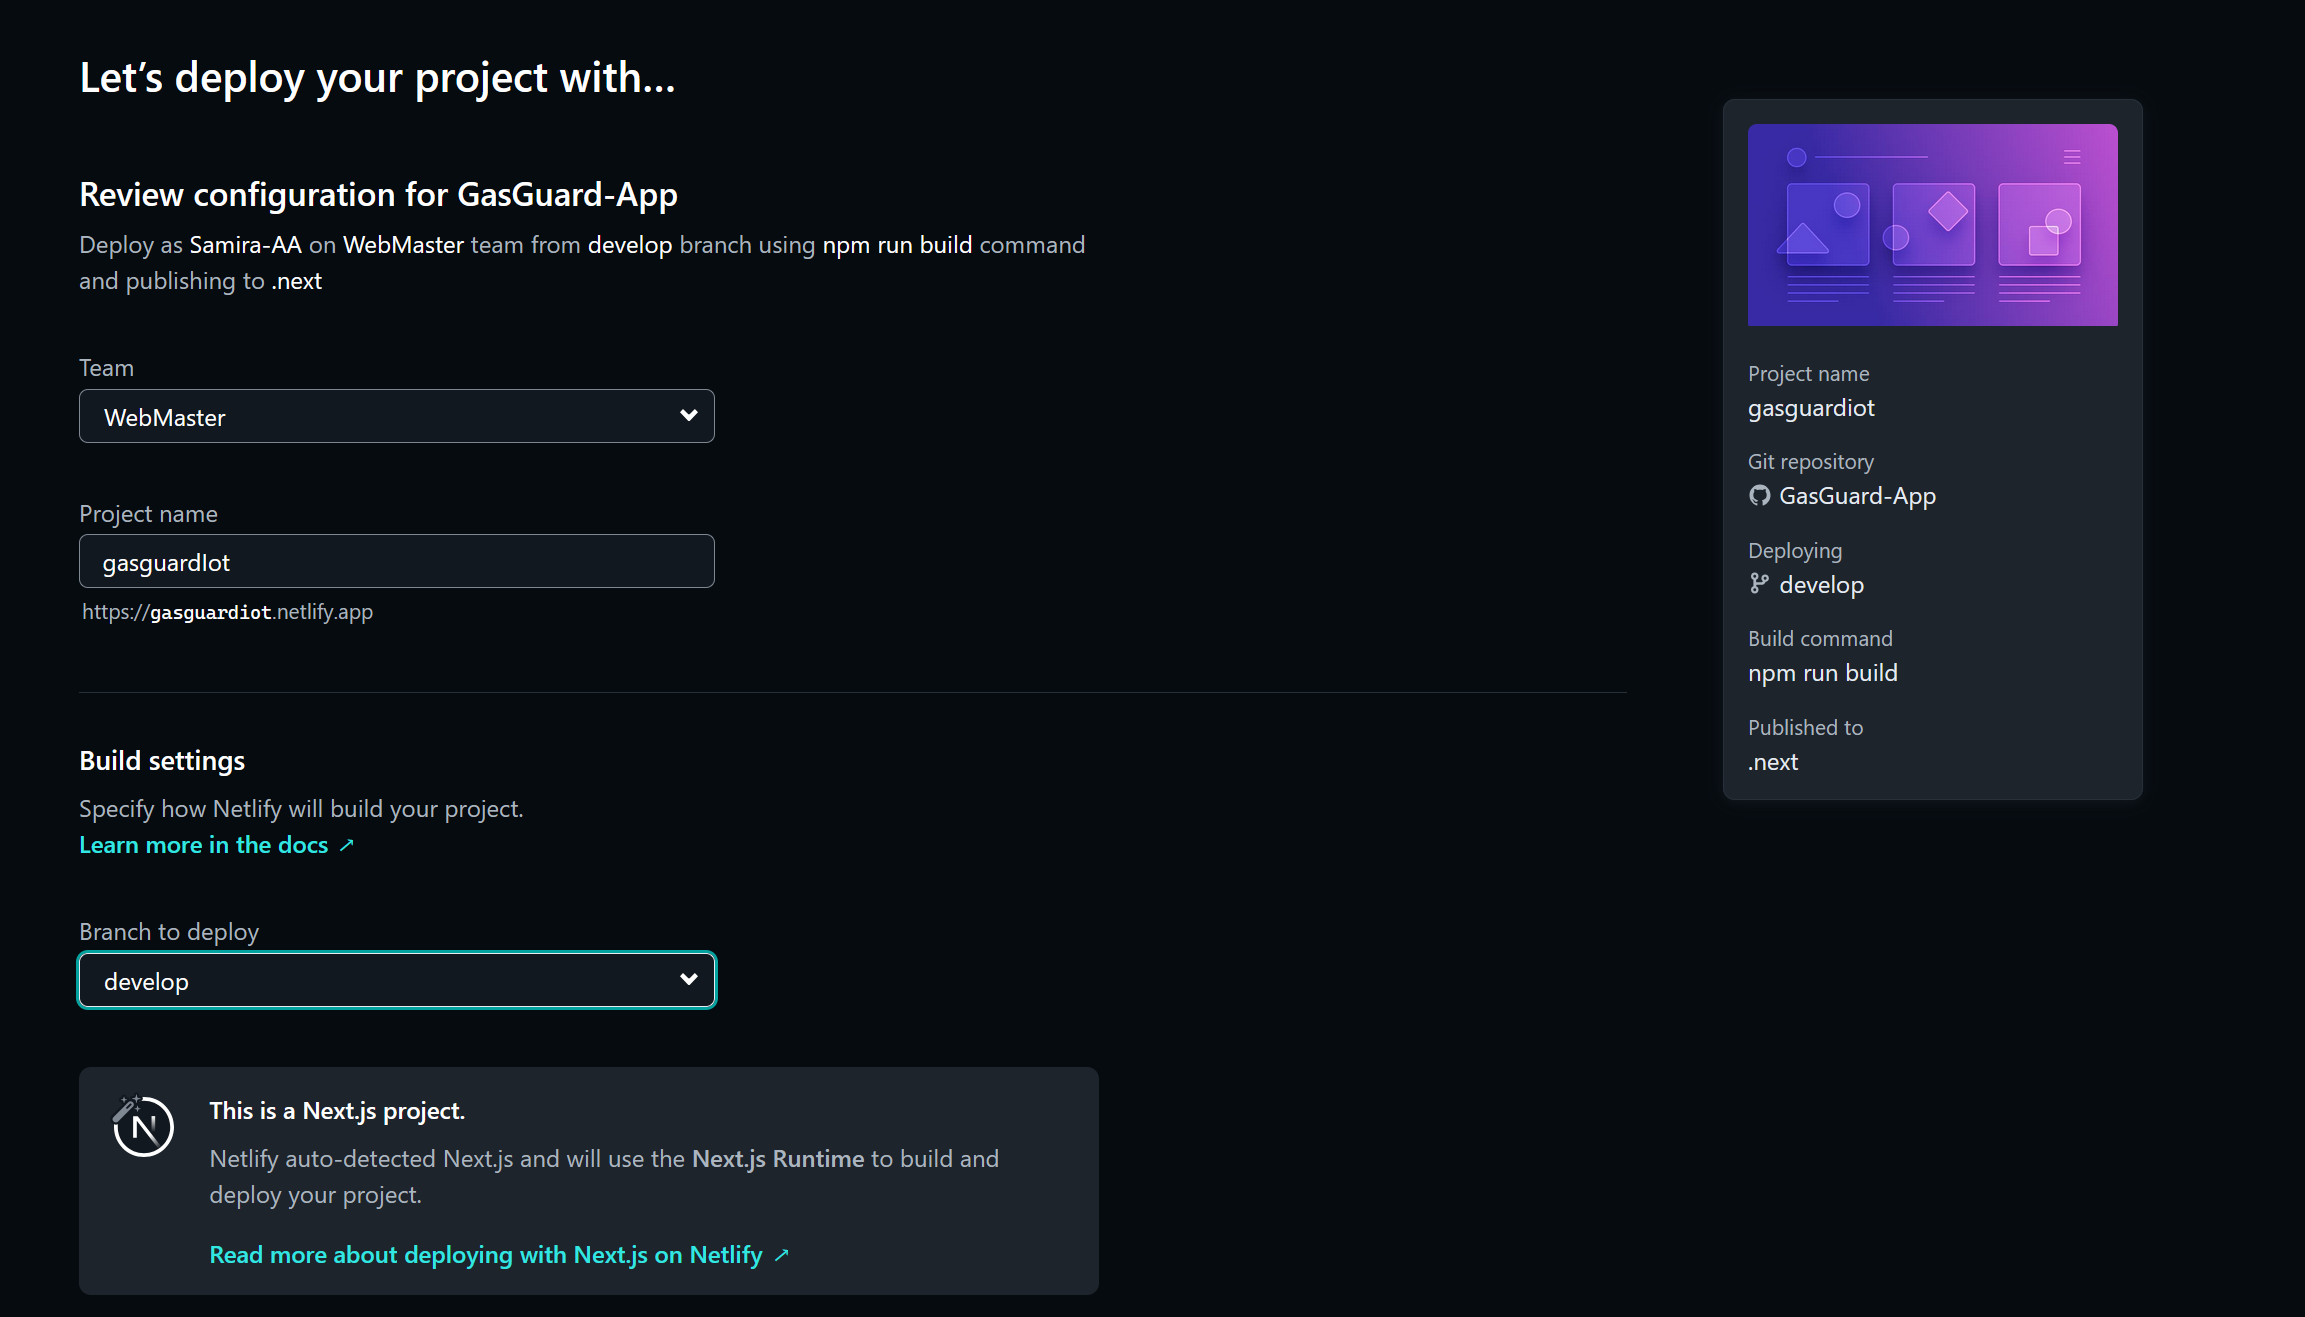 Let's deploy your project with…
Review configuration for GasGuard-App
Deploy as Samira-AA on WebMaster team from develop branch using npm run build command
and publishing to .next
Team
WebMaster
Project name
gasguardIot
https://gasguardiot.netlify.app
Build settings
Specify how Netlify will build your project.
Learn more in the docs ↗
Branch to deploy
develop
This is a Next.js project.
Netlify auto-detected Next.js and will use the Next.js Runtime to build and
deploy your project.
Read more about deploying with Next.js on Netlify ↗
Project name
gasguardiot
Git repository
GasGuard-App
Deploying
develop
Build command
npm run build
Published to
.next